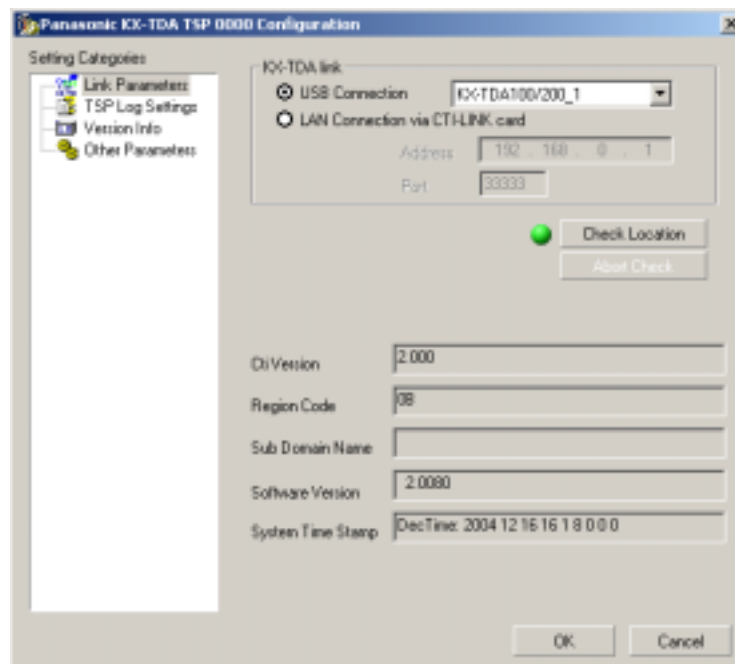 Panasonic KX-TDA TSP 0000 Configuration
Setting Categories
Link Parameters
TSP Log Settings
Version Info
Other Parameters
KX-TDA link
USB Connection
KX-TDA100/200_1
LAN Connection via CTI-LINK card
Address
192 . 168 . 0 . 1
Port
33333
Check Location
Abort Check
Cti Version
2.000
Region Code
0B
Sub Domain Name
Software Version
2.0080
System Time Stamp
DecTime: 2004 12 16 16 1 8 0 0 0
OK
Cancel